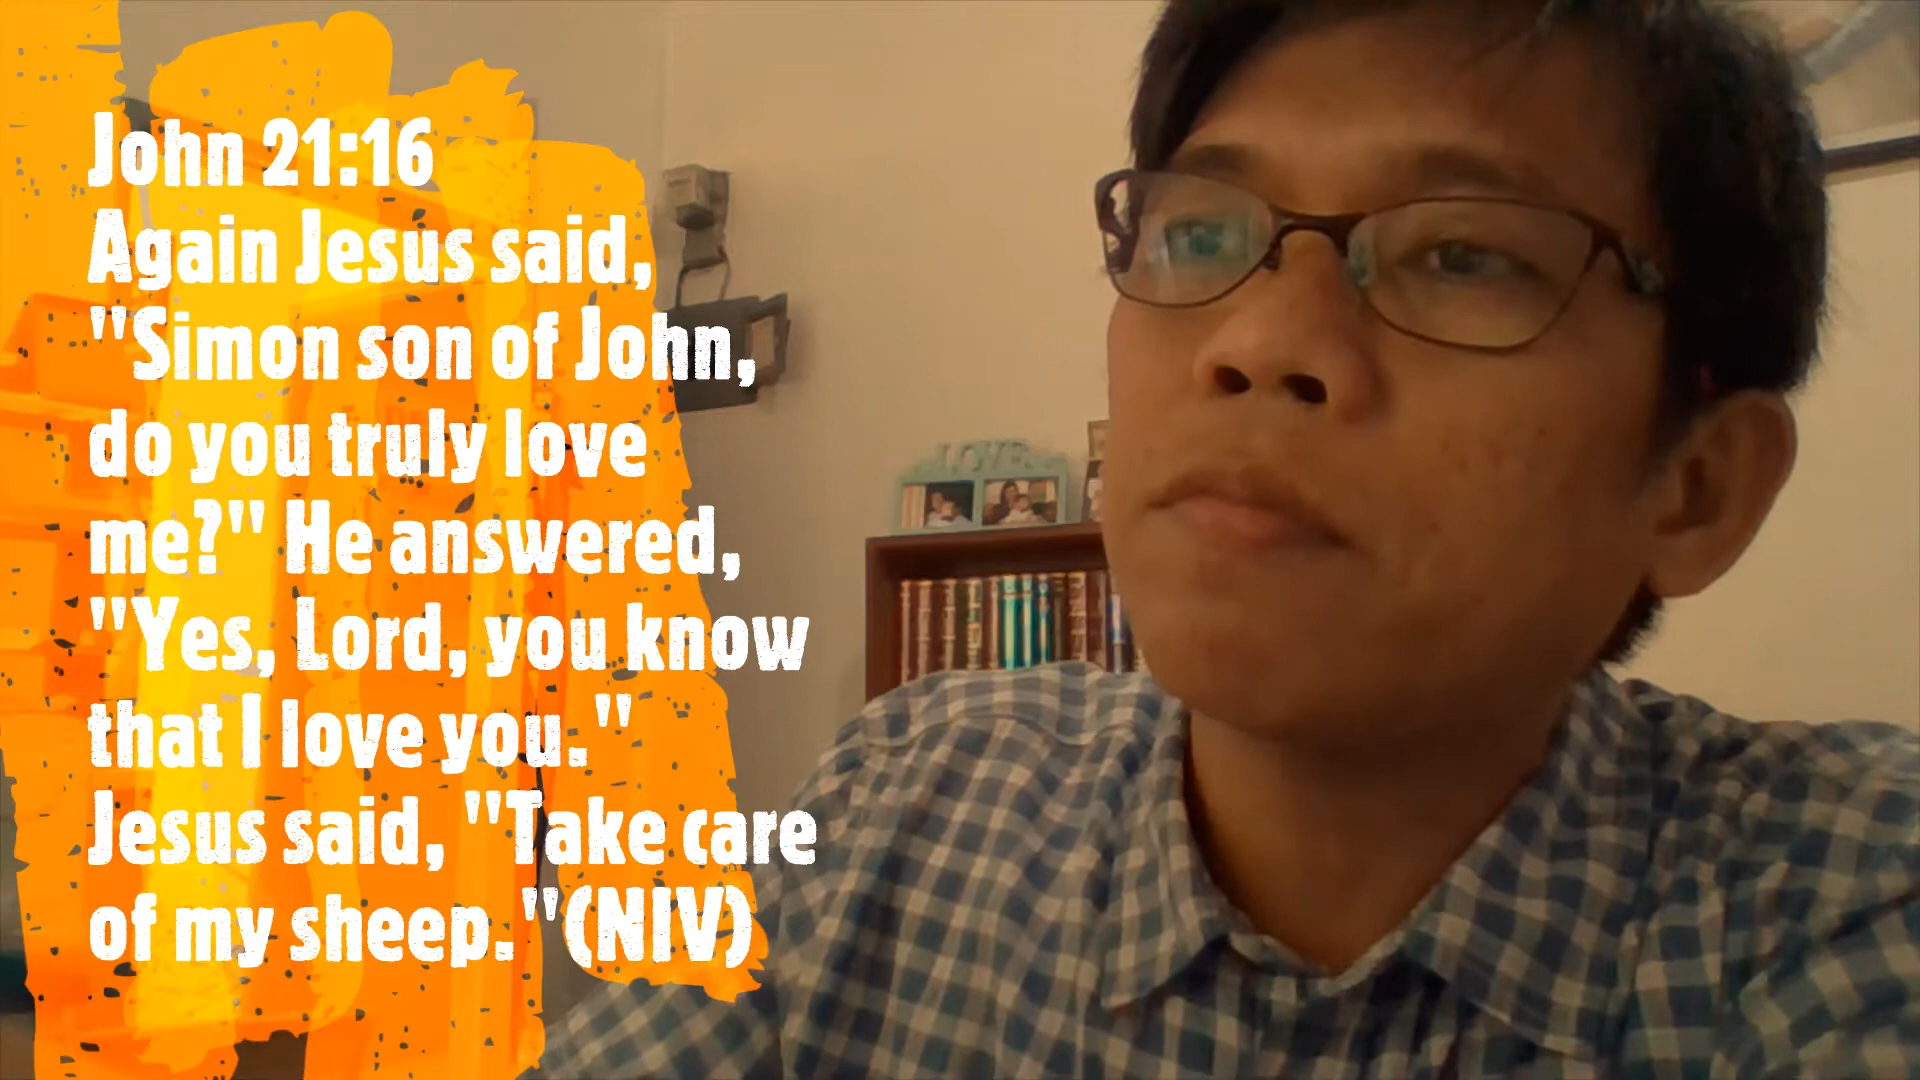 John 21:16
Again Jesus said,
"Simon son of John,
do you truly love
me?" He answered,
"Yes, Lord, you know
that I love you."
Jesus said, "Take care
of my sheep."(NIV)
LOVE